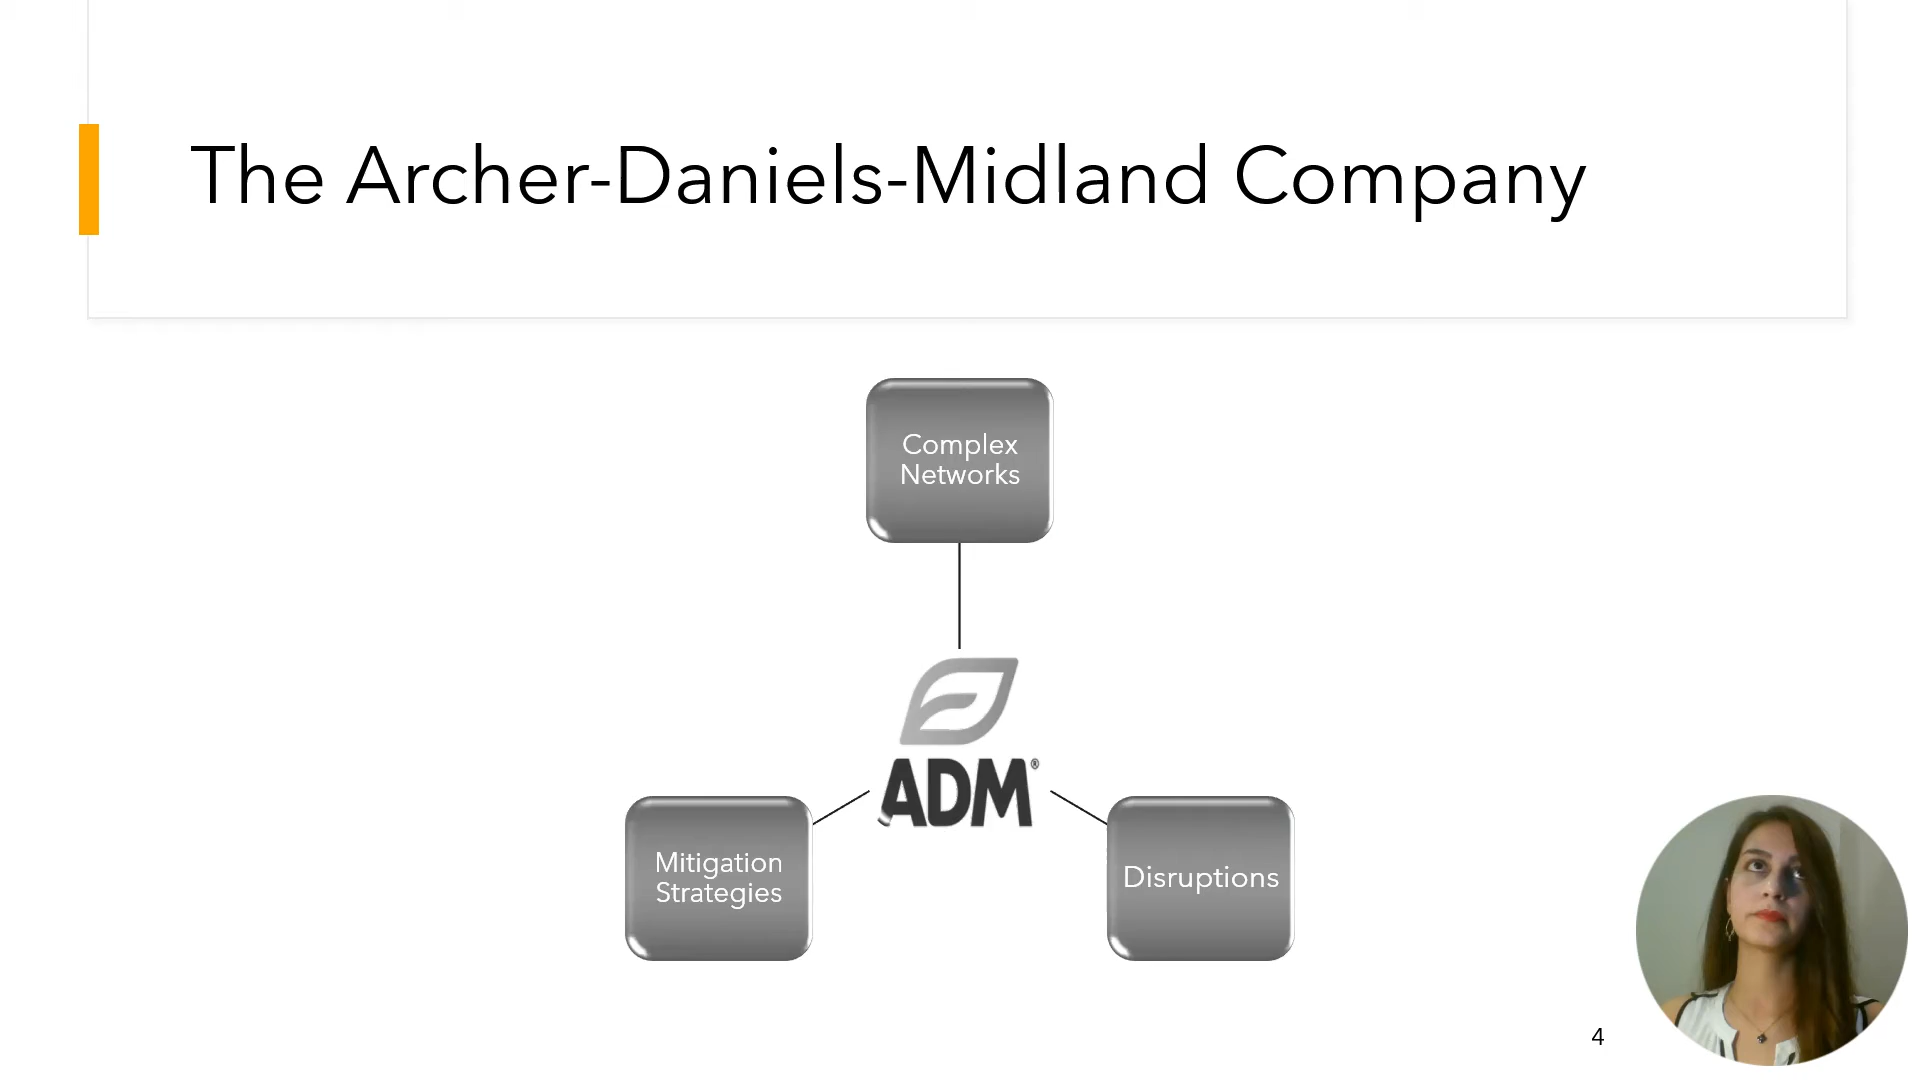 The Archer-Daniels-Midland Company
Complex
Networks
ADM®
Mitigation
Strategies
Disruptions
4